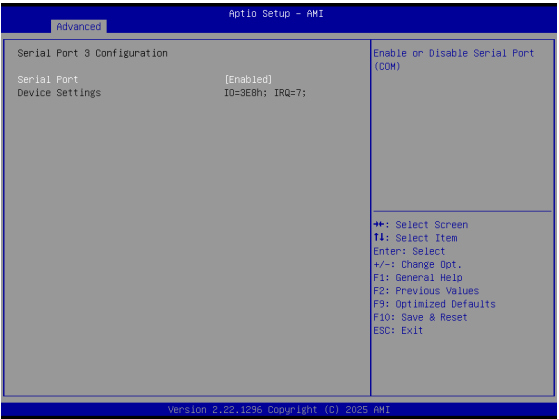 Aptio Setup - AMI
Advanced
Serial Port 3 Configuration
Serial Port [Enabled]
Device Settings IO=3E8h; IRQ=7;
Enable or Disable Serial Port
(COM)
→←: Select Screen
↑↓: Select Item
Enter: Select
+/-: Change Opt.
F1: General Help
F2: Previous Values
F9: Optimized Defaults
F10: Save & Reset
ESC: Exit
Version 2.22.1296 Copyright (C) 2025 AMI